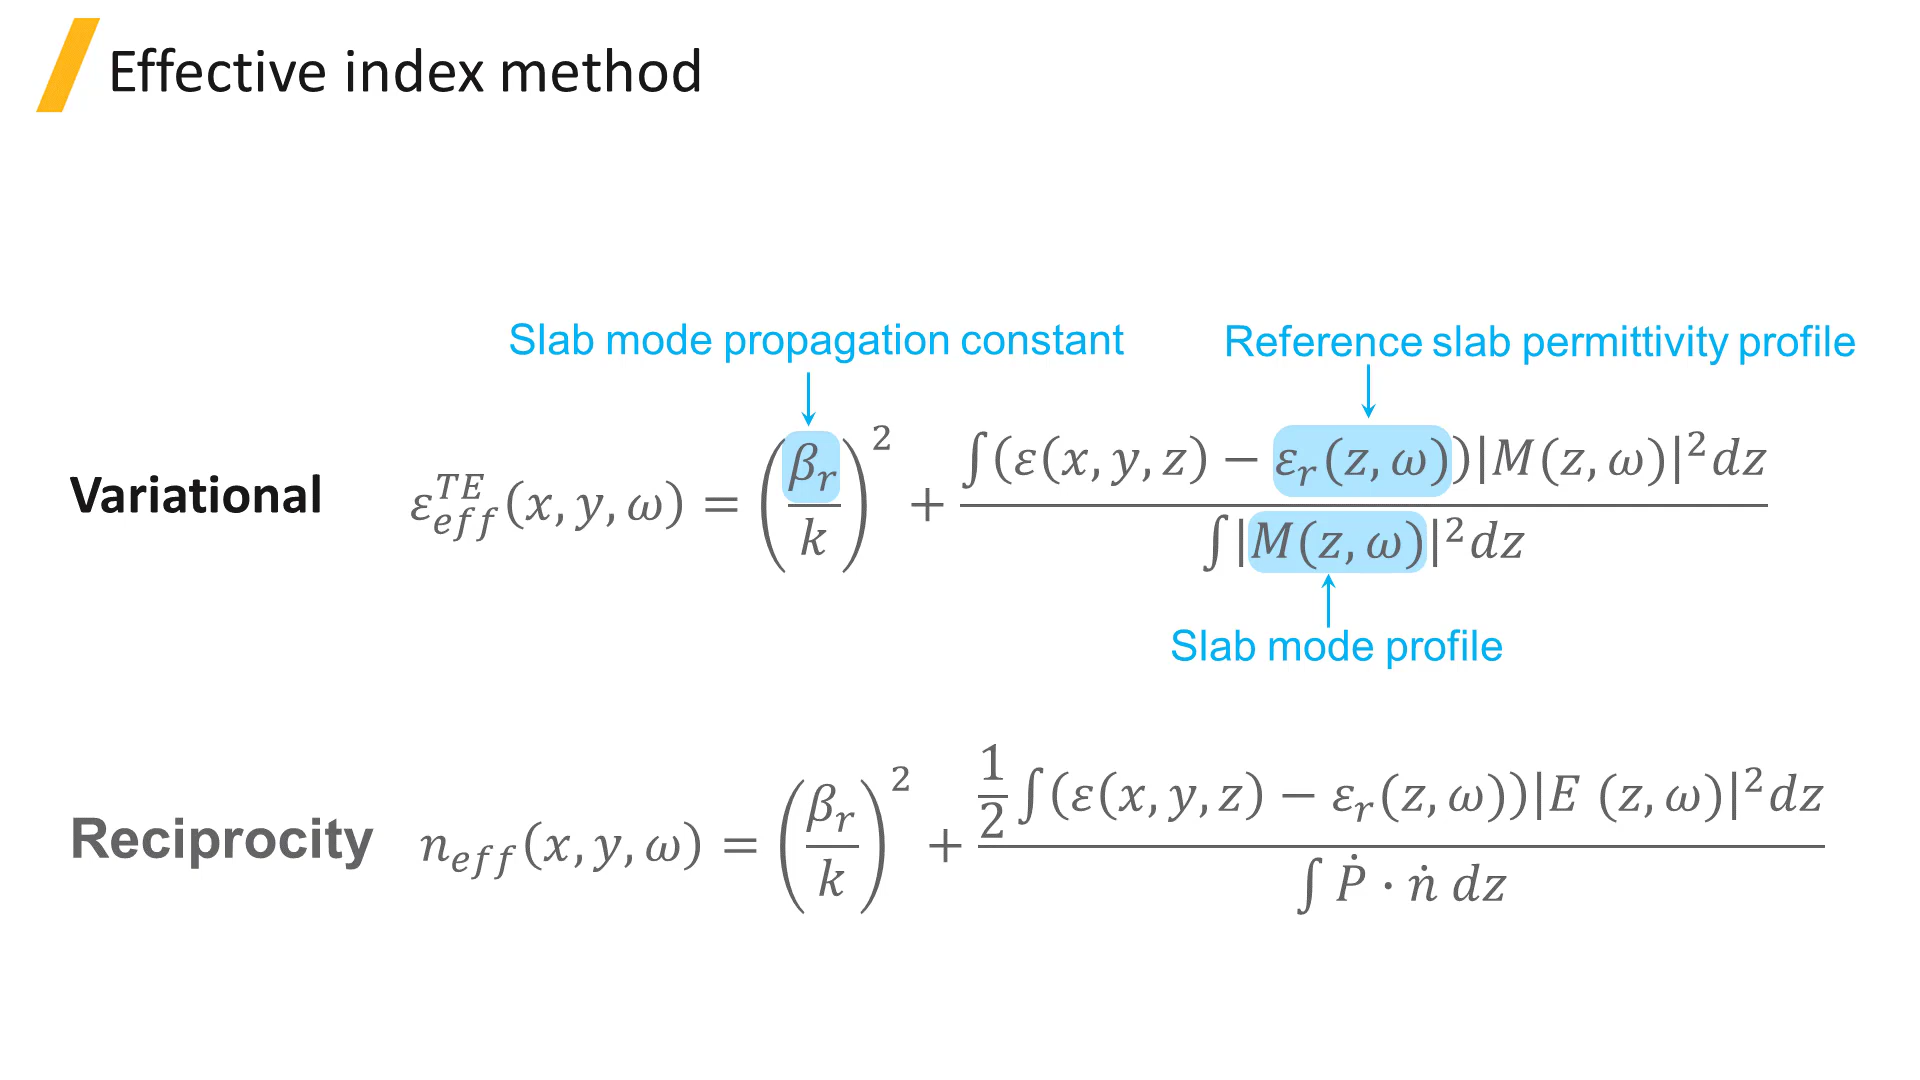 Effective index method
Slab mode propagation constant
Reference slab permittivity profile
Variational ε_{eff}^{TE}(x, y, ω) = (β_r / k)^2 + ∫(ε(x, y, z) − ε_r(z, ω))|M(z, ω)|^2 dz / ∫|M(z, ω)|^2 dz
Slab mode profile
Reciprocity n_{eff}(x, y, ω) = (β_r / k)^2 + 1/2 ∫(ε(x, y, z) − ε_r(z, ω))|E (z, ω)|^2 dz / ∫ Ṗ · ṅ dz